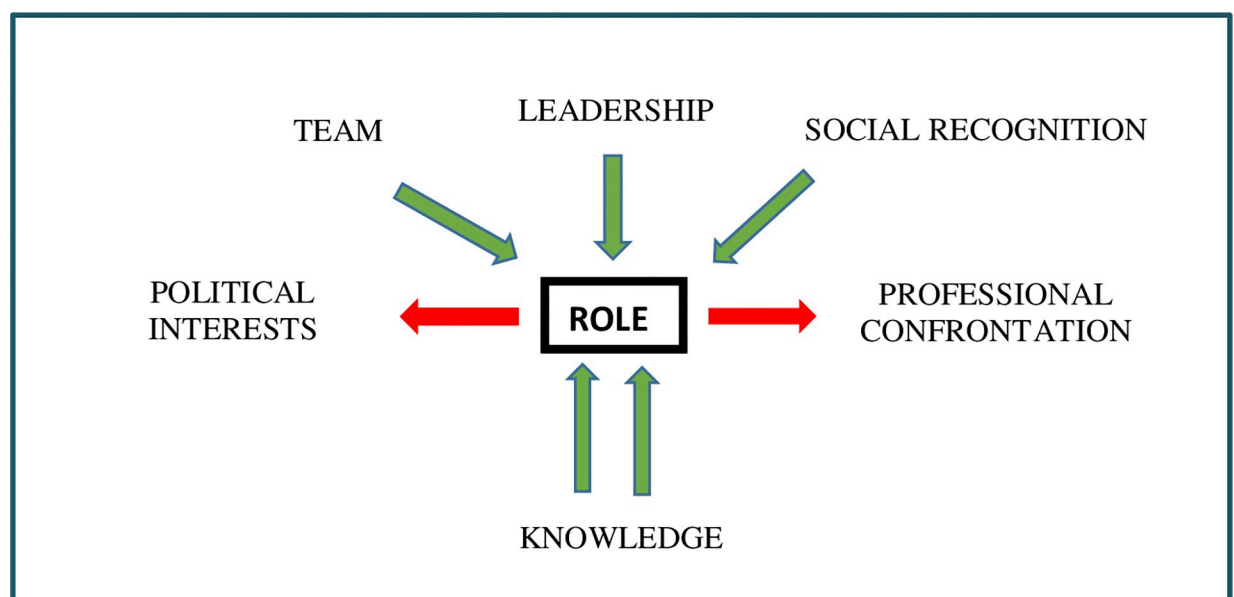 LEADERSHIP
TEAM
SOCIAL RECOGNITION
POLITICAL
INTERESTS
ROLE
PROFESSIONAL
CONFRONTATION
KNOWLEDGE